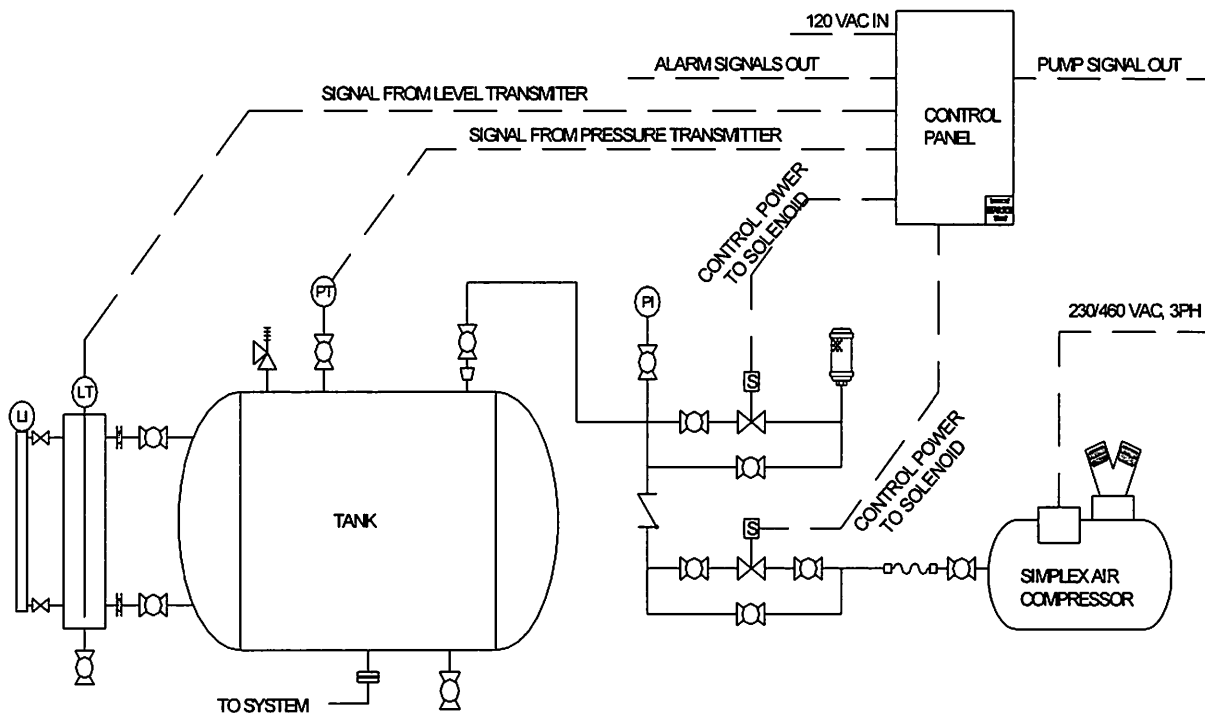 120 VAC IN
ALARM SIGNALS OUT
PUMP SIGNAL OUT
SIGNAL FROM LEVEL TRANSMITER
CONTROL
PANEL
SIGNAL FROM PRESSURE TRANSMITTER
CONTROL POWER
TO SOLENOID
PT
PI
230/460 VAC, 3PH
LT
S
LI
CONTROL POWER
TO SOLENOID
TANK
S
SIMPLEX AIR
COMPRESSOR
TO SYSTEM